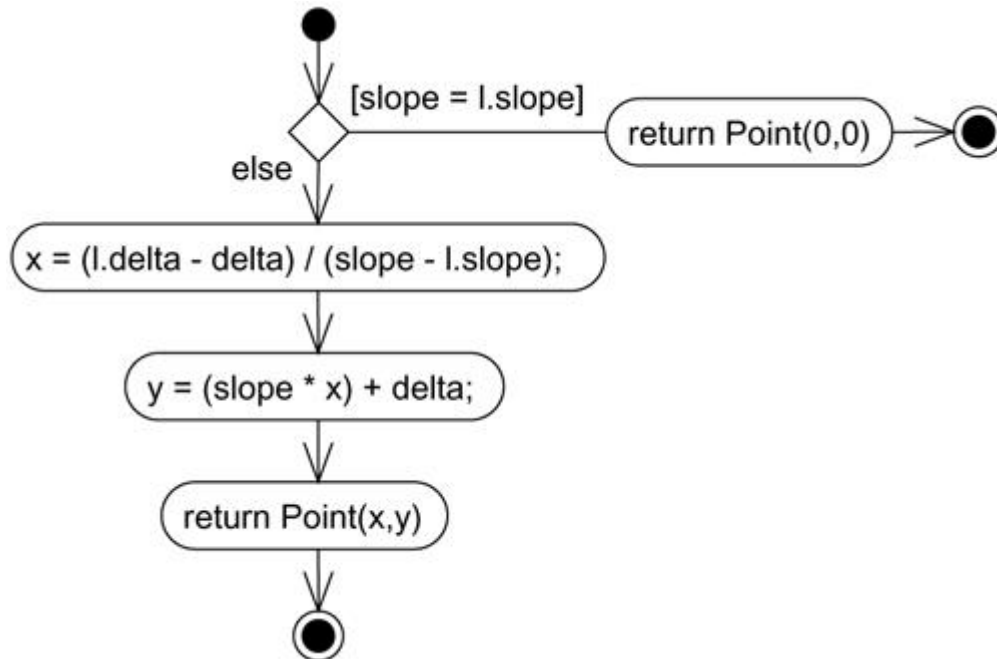 [slope = l.slope]
return Point(0,0)
else
x = (l.delta - delta) / (slope - l.slope);
y = (slope * x) + delta;
return Point(x,y)